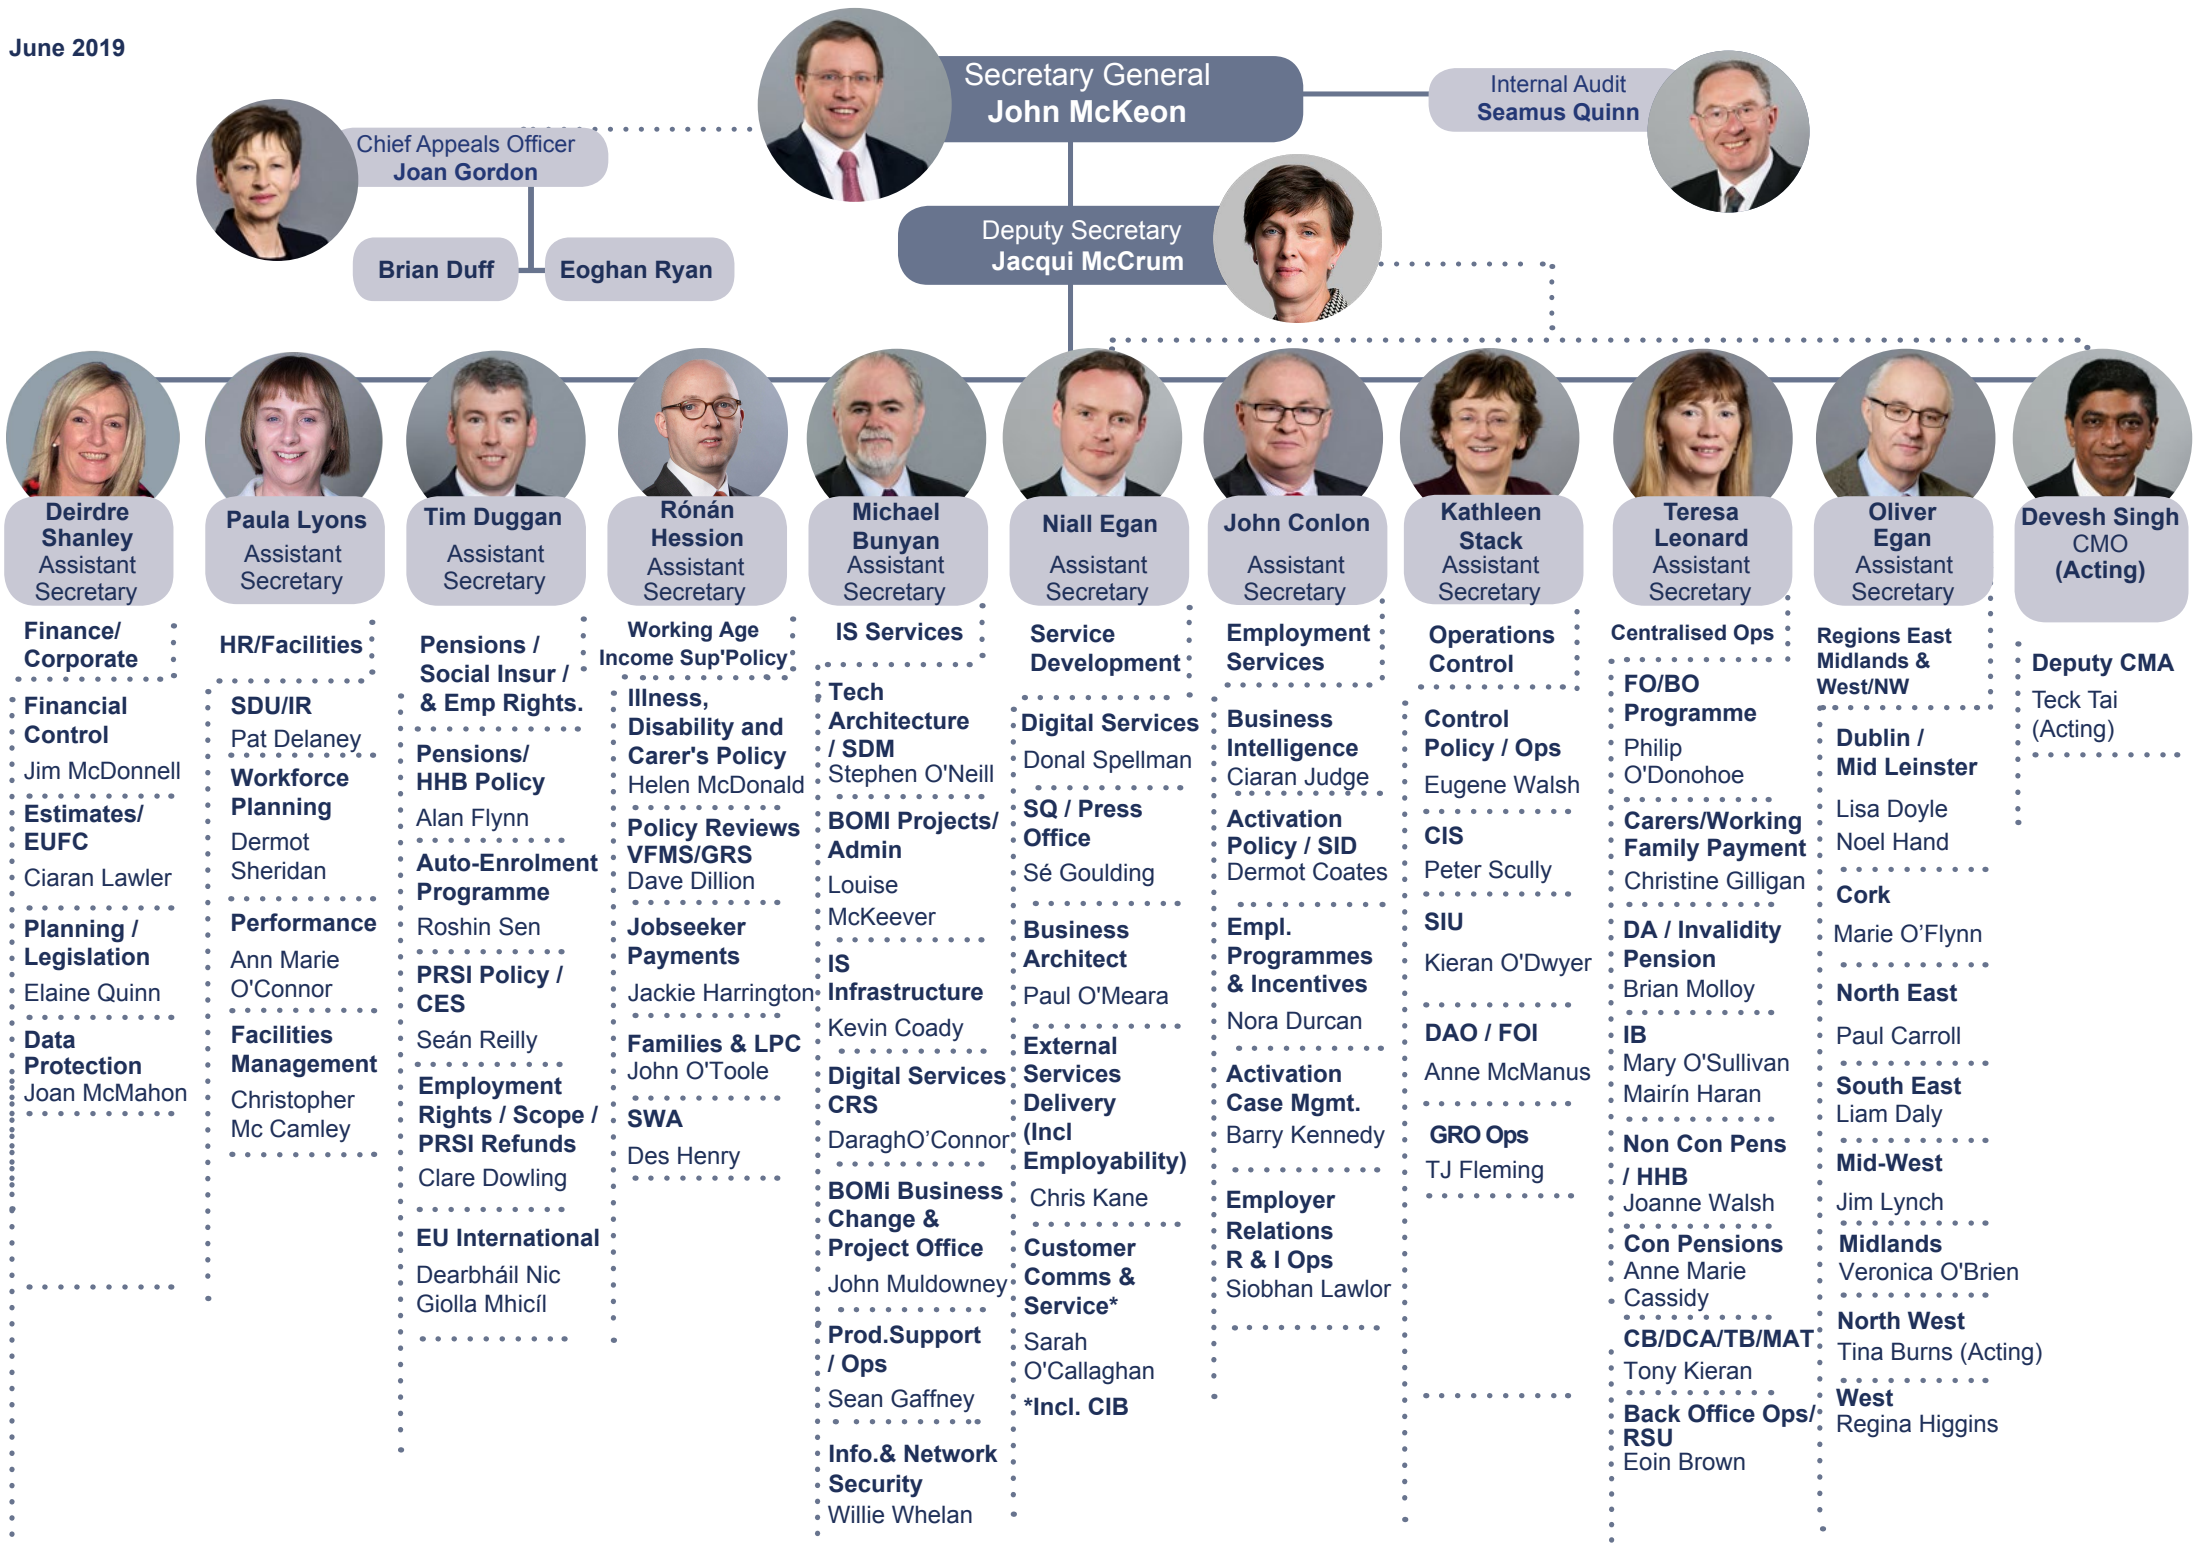 June 2019
Secretary General
John McKeon
Internal Audit
Seamus Quinn
Chief Appeals Officer
Joan Gordon
Brian Duff
Eoghan Ryan
Deputy Secretary
Jacqui McCrum
Deirdre
Shanley
Assistant
Secretary
Finance/
Corporate
Financial
Control
Jim McDonnell
Estimates/
EUFC
Ciaran Lawler
Planning /
Legislation
Elaine Quinn
Data
Protection
Joan McMahon
Paula Lyons
Assistant
Secretary
HR/Facilities
SDU/IR
Pat Delaney
Workforce
Planning
Dermot
Sheridan
Performance
Ann Marie
O'Connor
Facilities
Management
Christopher
Mc Camley
Tim Duggan
Assistant
Secretary
Pensions /
Social Insur /
& Emp Rights.
Pensions/
HHB Policy
Alan Flynn
Auto-Enrolment
Programme
Roshin Sen
PRSI Policy /
CES
Seán Reilly
Employment
Rights / Scope /
PRSI Refunds
Clare Dowling
EU International
Dearbháil Nic
Giolla Mhicíl
Rónán
Hession
Assistant
Secretary
Working Age
Income Sup'Policy
Illness,
Disability and
Carer's Policy
Helen McDonald
Policy Reviews
VFMS/GRS
Dave Dillion
Jobseeker
Payments
Jackie Harrington
Families & LPC
John O'Toole
SWA
Des Henry
Michael
Bunyan
Assistant
Secretary
IS Services
Tech
Architecture
/ SDM
Stephen O'Neill
BOMI Projects/
Admin
Louise
McKeever
IS
Infrastructure
Kevin Coady
Digital Services
CRS
DaraghO’Connor
BOMi Business
Change &
Project Office
John Muldowney
Prod.Support
/ Ops
Sean Gaffney
Info.& Network
Security
Willie Whelan
Niall Egan
Assistant
Secretary
Service
Development
Digital Services
Donal Spellman
SQ / Press
Office
Sé Goulding
Business
Architect
Paul O'Meara
External
Services
Delivery
(Incl
Employability)
Chris Kane
Customer
Comms &
Service*
Sarah
O'Callaghan
*Incl. CIB
John Conlon
Assistant
Secretary
Employment
Services
Business
Intelligence
Ciaran Judge
Activation
Policy / SID
Dermot Coates
Empl.
Programmes
& Incentives
Nora Durcan
Activation
Case Mgmt.
Barry Kennedy
Employer
Relations
R & I Ops
Siobhan Lawlor
Kathleen
Stack
Assistant
Secretary
Operations
Control
Control
Policy / Ops
Eugene Walsh
CIS
Peter Scully
SIU
Kieran O'Dwyer
DAO / FOI
Anne McManus
GRO Ops
TJ Fleming
Teresa
Leonard
Assistant
Secretary
Centralised Ops
FO/BO
Programme
Philip
O'Donohoe
Carers/Working
Family Payment
Christine Gilligan
DA / Invalidity
Pension
Brian Molloy
IB
Mary O'Sullivan
Mairín Haran
Non Con Pens
/ HHB
Joanne Walsh
Con Pensions
Anne Marie
Cassidy
CB/DCA/TB/MAT
Tony Kieran
Back Office Ops/
RSU
Eoin Brown
Oliver
Egan
Assistant
Secretary
Regions East
Midlands &
West/NW
Dublin /
Mid Leinster
Lisa Doyle
Noel Hand
Cork
Marie O’Flynn
North East
Paul Carroll
South East
Liam Daly
Mid-West
Jim Lynch
Midlands
Veronica O'Brien
North West
Tina Burns (Acting)
West
Regina Higgins
Devesh Singh
CMO
(Acting)
Deputy CMA
Teck Tai
(Acting)